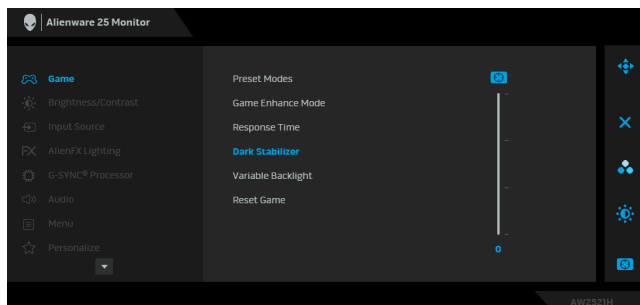 Alienware 25 Monitor
Game
Brightness/Contrast
Input Source
AlienFX Lighting
G-SYNC® Processor
Audio
Menu
Personalize
Preset Modes
Game Enhance Mode
Response Time
Dark Stabilizer
Variable Backlight
Reset Game
0
AW2521H